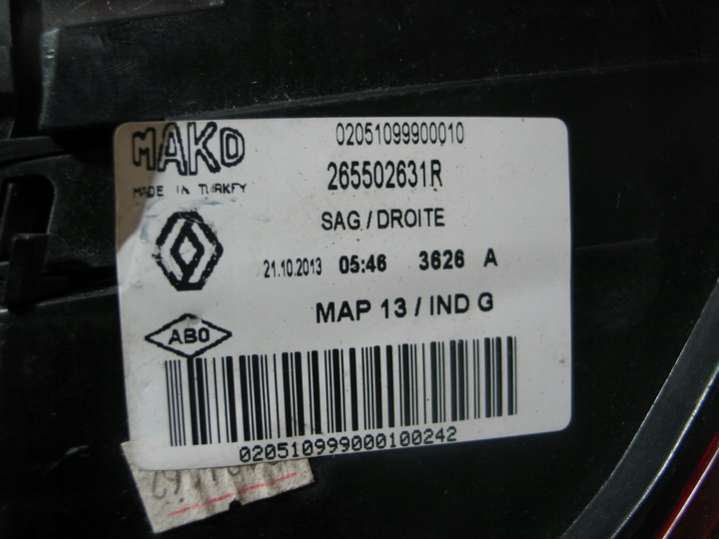 MAKO
MADE IN TURKEY
02051099900010
265502631R
SAG / DROITE
21.10.2013 05:46 3626 A
MAP 13 / IND G
ABO
020510999000100242